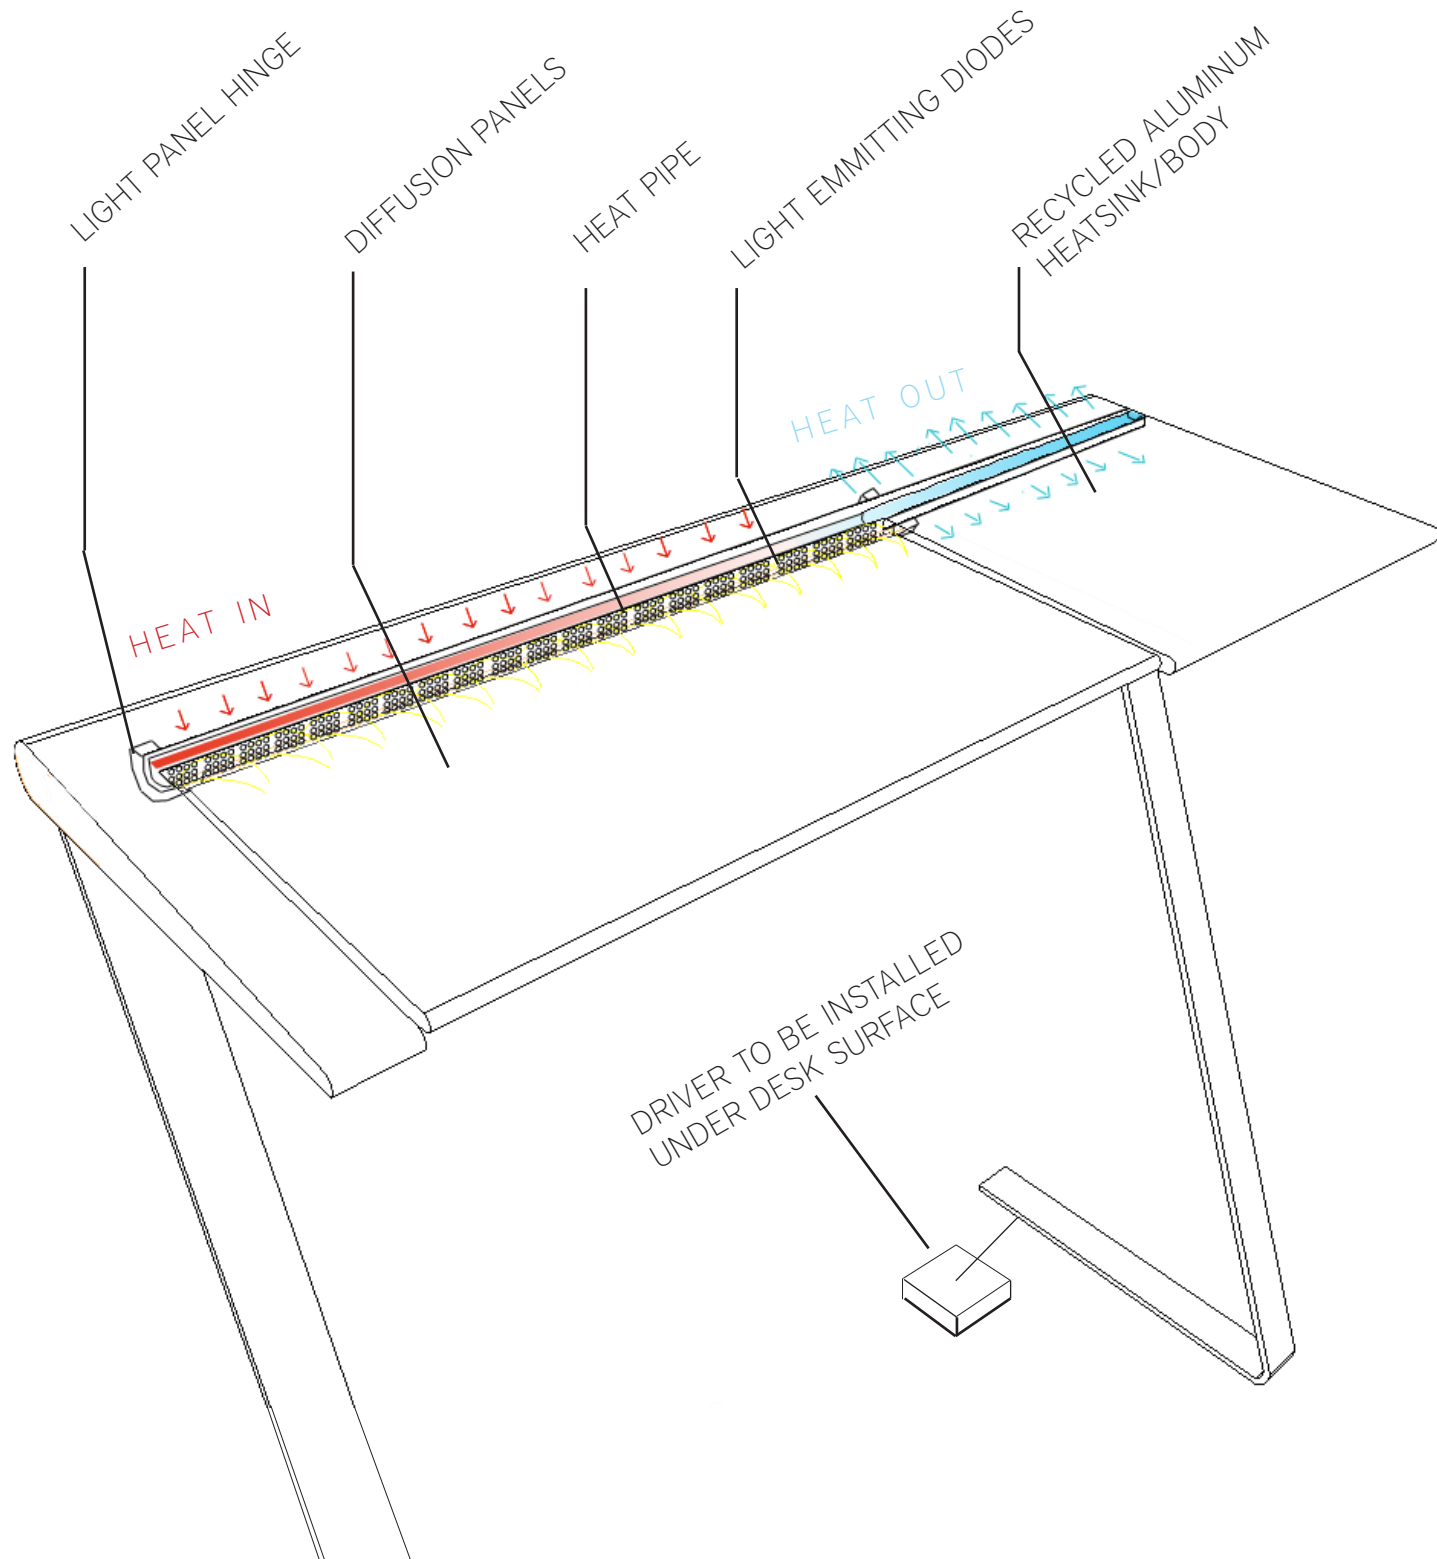 LIGHT PANEL HINGE
DIFFUSION PANELS
HEAT PIPE
LIGHT EMMITTING DIODES
RECYCLED ALUMINUM
HEATSINK/BODY
HEAT OUT
HEAT IN
DRIVER TO BE INSTALLED
UNDER DESK SURFACE